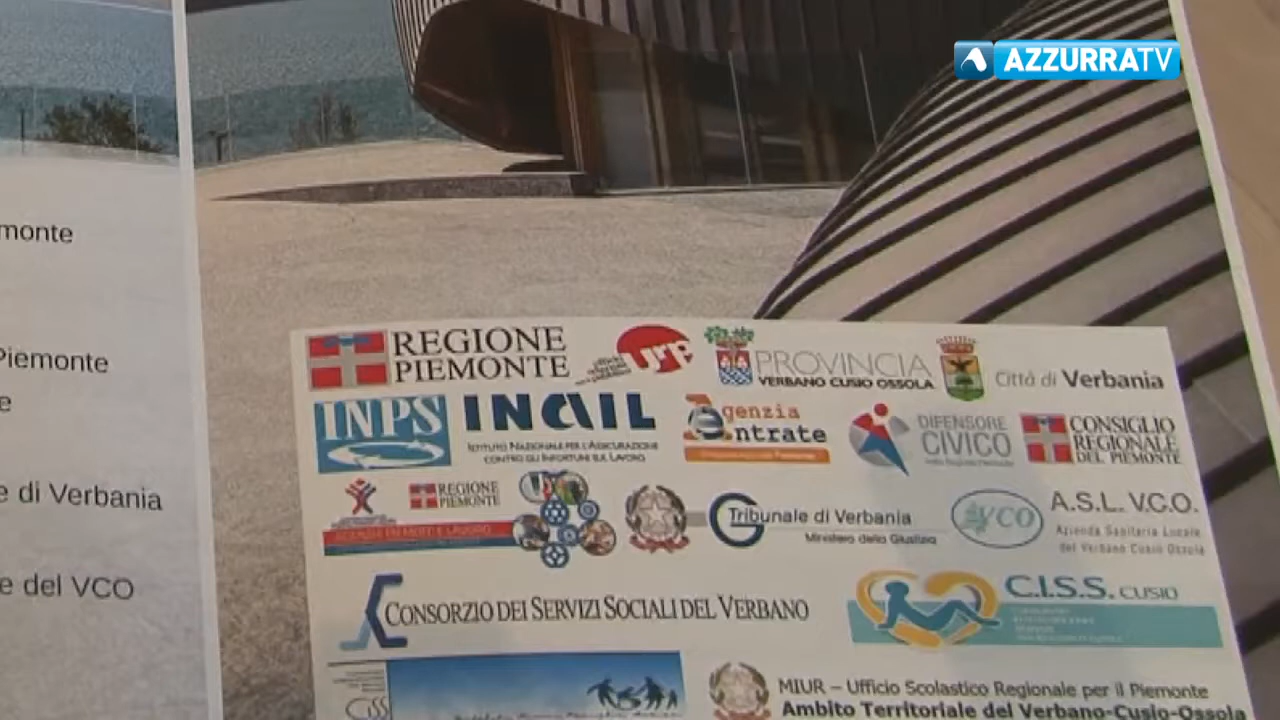 AZZURRATV
monte
Piemonte
e
e di Verbania
e del VCO
REGIONE
PIEMONTE
urp
PROVINCIA
VERBANO CUSIO OSSOLA
Città di Verbania
INPS
INAIL
ISTITUTO NAZIONALE PER L'ASSICURAZIONE
CONTRO GLI INFORTUNI SUL LAVORO
Agenzia
Entrate
DIFENSORE
CIVICO
CONSIGLIO
REGIONALE
DEL PIEMONTE
REGIONE
PIEMONTE
Tribunale di Verbania
Ministero della Giustizia
VCO
A.S.L. V.C.O.
Azienda Sanitaria Locale
del Verbano Cusio Ossola
CONSORZIO DEI SERVIZI SOCIALI DEL VERBANO
C.I.S.S. CUSIO
CISS
MIUR – Ufficio Scolastico Regionale per il Piemonte
Ambito Territoriale del Verbano-Cusio-Ossola